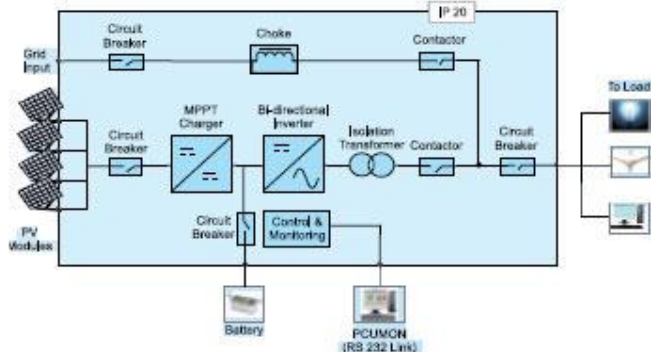 IP 20
Circuit
Breaker
Choke
Contactor
Grid
Input
To Load
MPPT
Charger
Bi-directional
Inverter
Isolation
Transformer
Contactor
Circuit
Breaker
Circuit
Breaker
PV
Modules
Circuit
Breaker
Control &
Monitoring
Battery
PCUMON
(RS 232 Link)